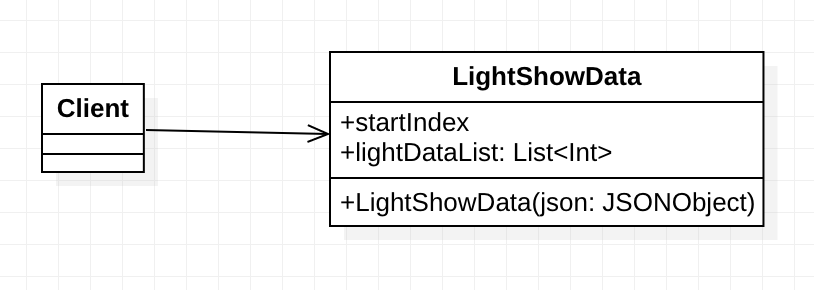 Client
LightShowData
+startIndex
+lightDataList: List<Int>
+LightShowData(json: JSONObject)